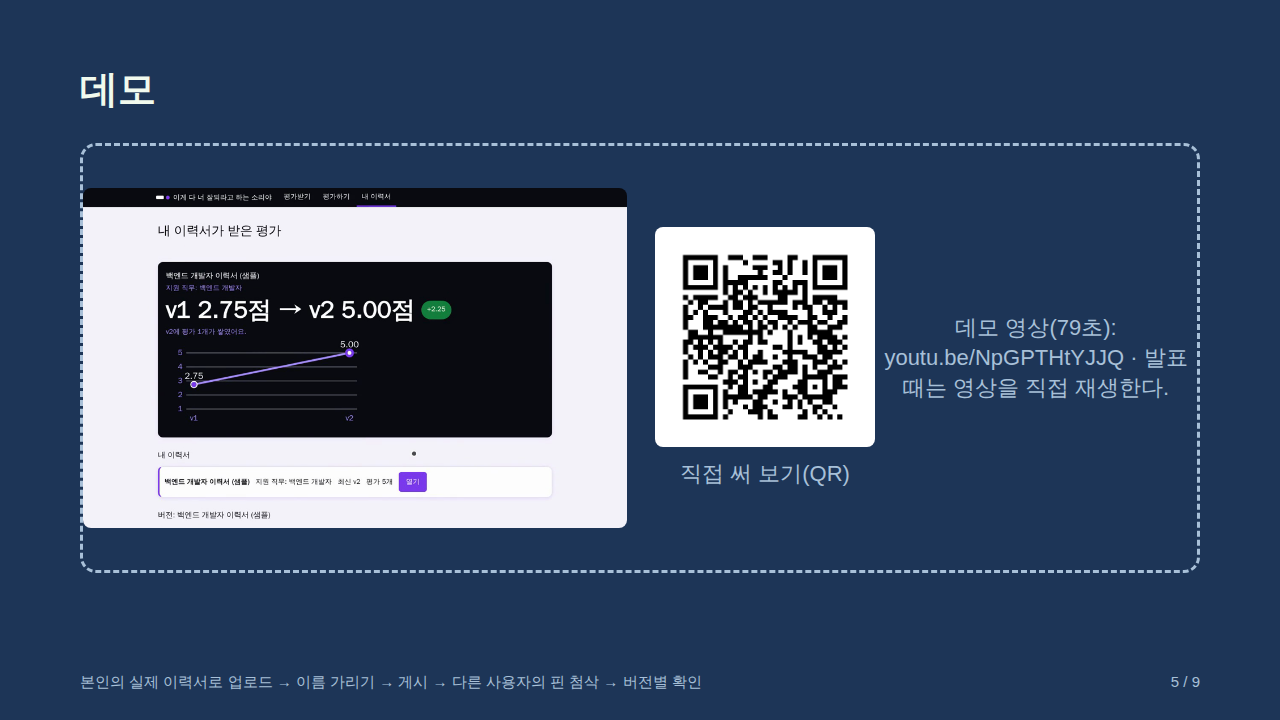 데모
이게 다 너 잘되라고 하는 소리야 평가받기 평가하기 내 이력서
내 이력서가 받은 평가
백엔드 개발자 이력서 (샘플)
지원 직무: 백엔드 개발자
v1 2.75점 → v2 5.00점 +2.25
v2에 평가 1개가 쌓였어요.
5.00
5
4
2.75
3
2
1
v1 v2
내 이력서
백엔드 개발자 이력서 (샘플) 지원 직무: 백엔드 개발자 최신 v2 평가 5개 열기
버전: 백엔드 개발자 이력서 (샘플)
직접 써 보기(QR)
데모 영상(79초):
youtu.be/NpGPTHtYJJQ · 발표
때는 영상을 직접 재생한다.
본인의 실제 이력서로 업로드 → 이름 가리기 → 게시 → 다른 사용자의 핀 첨삭 → 버전별 확인
5 / 9